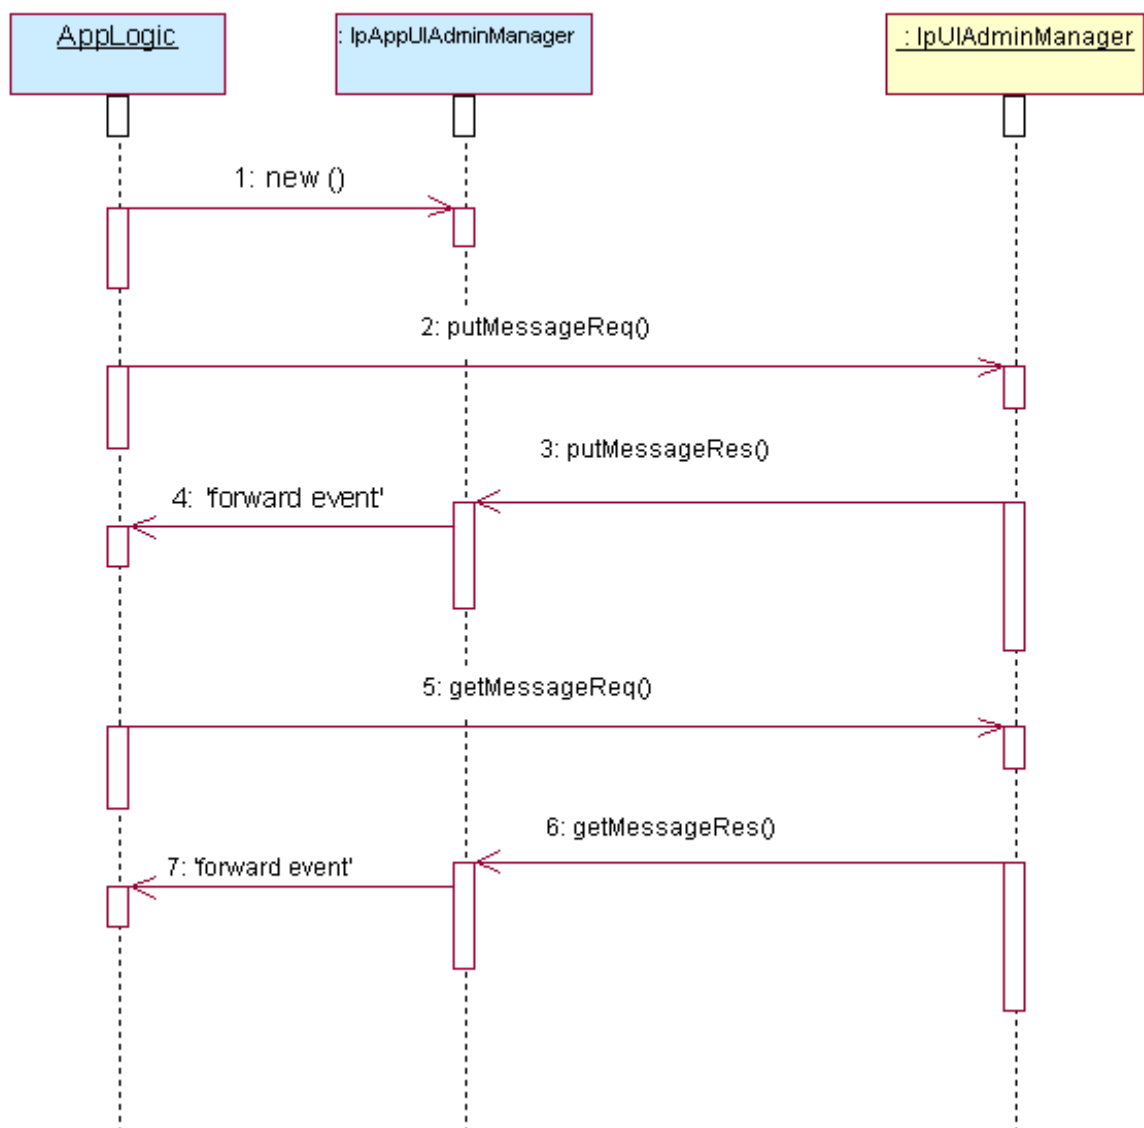 AppLogic
: IpAppUIAdminManager
: IpUIAdminManager
1: new ()
2: putMessageReq()
3: putMessageRes()
4: 'forward event'
5: getMessageReq()
6: getMessageRes()
7: 'forward event'